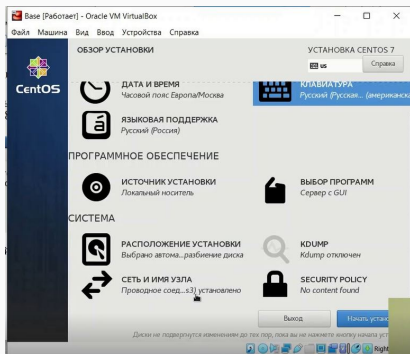 Base [Работает] - Oracle VM VirtualBox
Файл Машина Вид Ввод Устройства Справка
CentOS
ОБЗОР УСТАНОВКИ
УСТАНОВКА CENTOS 7
us
Справка
ДАТА И ВРЕМЯ
Часовой пояс Европа/Москва
КЛАВИАТУРА
Русский (Русская... (американска
ЯЗЫКОВАЯ ПОДДЕРЖКА
Русский (Россия)
ПРОГРАММНОЕ ОБЕСПЕЧЕНИЕ
ИСТОЧНИК УСТАНОВКИ
Локальный носитель
ВЫБОР ПРОГРАММ
Сервер с GUI
СИСТЕМА
РАСПОЛОЖЕНИЕ УСТАНОВКИ
Выбрано автома...разбиение диска
KDUMP
Kdump отключен
СЕТЬ И ИМЯ УЗЛА
Проводное соед...s3) установлено
SECURITY POLICY
No content found
Выход
Начать устано
Диски не подвергнутся изменениям до тех пор, пока вы не нажмете кнопку начала уст
Right